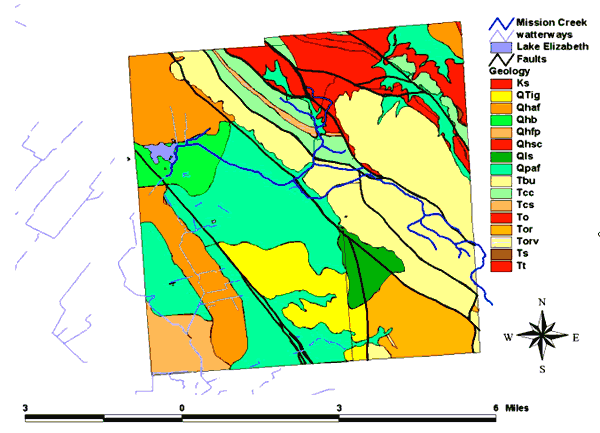 Mission Creek
watterways
Lake Elizabeth
Faults
Geology
Ks
QTig
Qhaf
Qhb
Qhfp
Qhsc
Qls
Qpaf
Tbu
Tcc
Tcs
To
Tor
Torv
Ts
Tt
N
W E
S
3 0 3 6 Miles